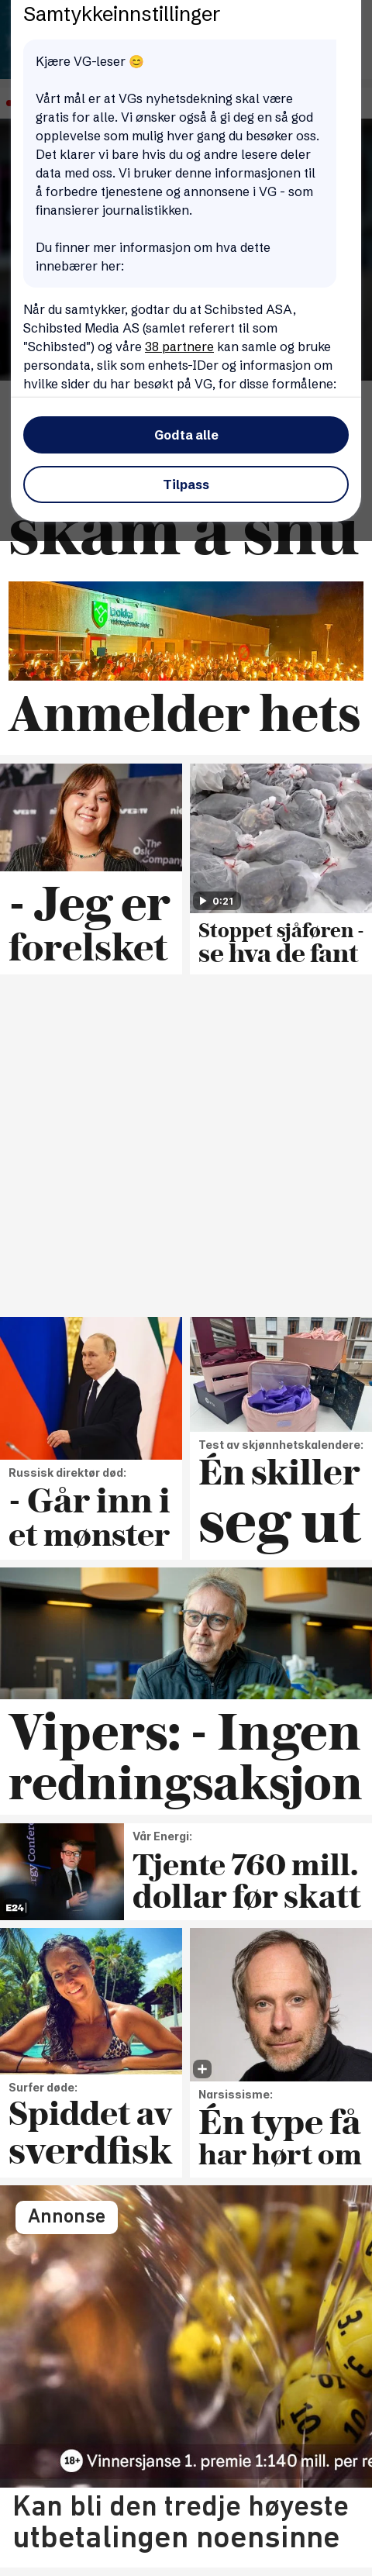 Samtykkeinnstillinger
Kjære VG-leser 😊
Vårt mål er at VGs nyhetsdekning skal være
gratis for alle. Vi ønsker også å gi deg en så god
opplevelse som mulig hver gang du besøker oss.
Det klarer vi bare hvis du og andre lesere deler
data med oss. Vi bruker denne informasjonen til
å forbedre tjenestene og annonsene i VG - som
finansierer journalistikken.
Du finner mer informasjon om hva dette
innebærer her:
Når du samtykker, godtar du at Schibsted ASA,
Schibsted Media AS (samlet referert til som
"Schibsted") og våre 38 partnere kan samle og bruke
persondata, slik som enhets-IDer og informasjon om
hvilke sider du har besøkt på VG, for disse formålene:
Godta alle
Tilpass
skam å snu
Dokka
Anmelder hets
- Jeg er
forelsket
0:21
Stoppet sjåføren -
se hva de fant
Russisk direktør død:
- Går inn i
et mønster
Test av skjønnhetskalendere:
Én skiller
seg ut
Vipers: - Ingen
redningsaksjon
E24
Vår Energi:
Tjente 760 mill.
dollar før skatt
Surfer døde:
Spiddet av
sverdfisk
Narsissisme:
Én type få
har hørt om
Annonse
18+ Vinnersjanse 1. premie 1:140 mill. per re
Kan bli den tredje høyeste
utbetalingen noensinne